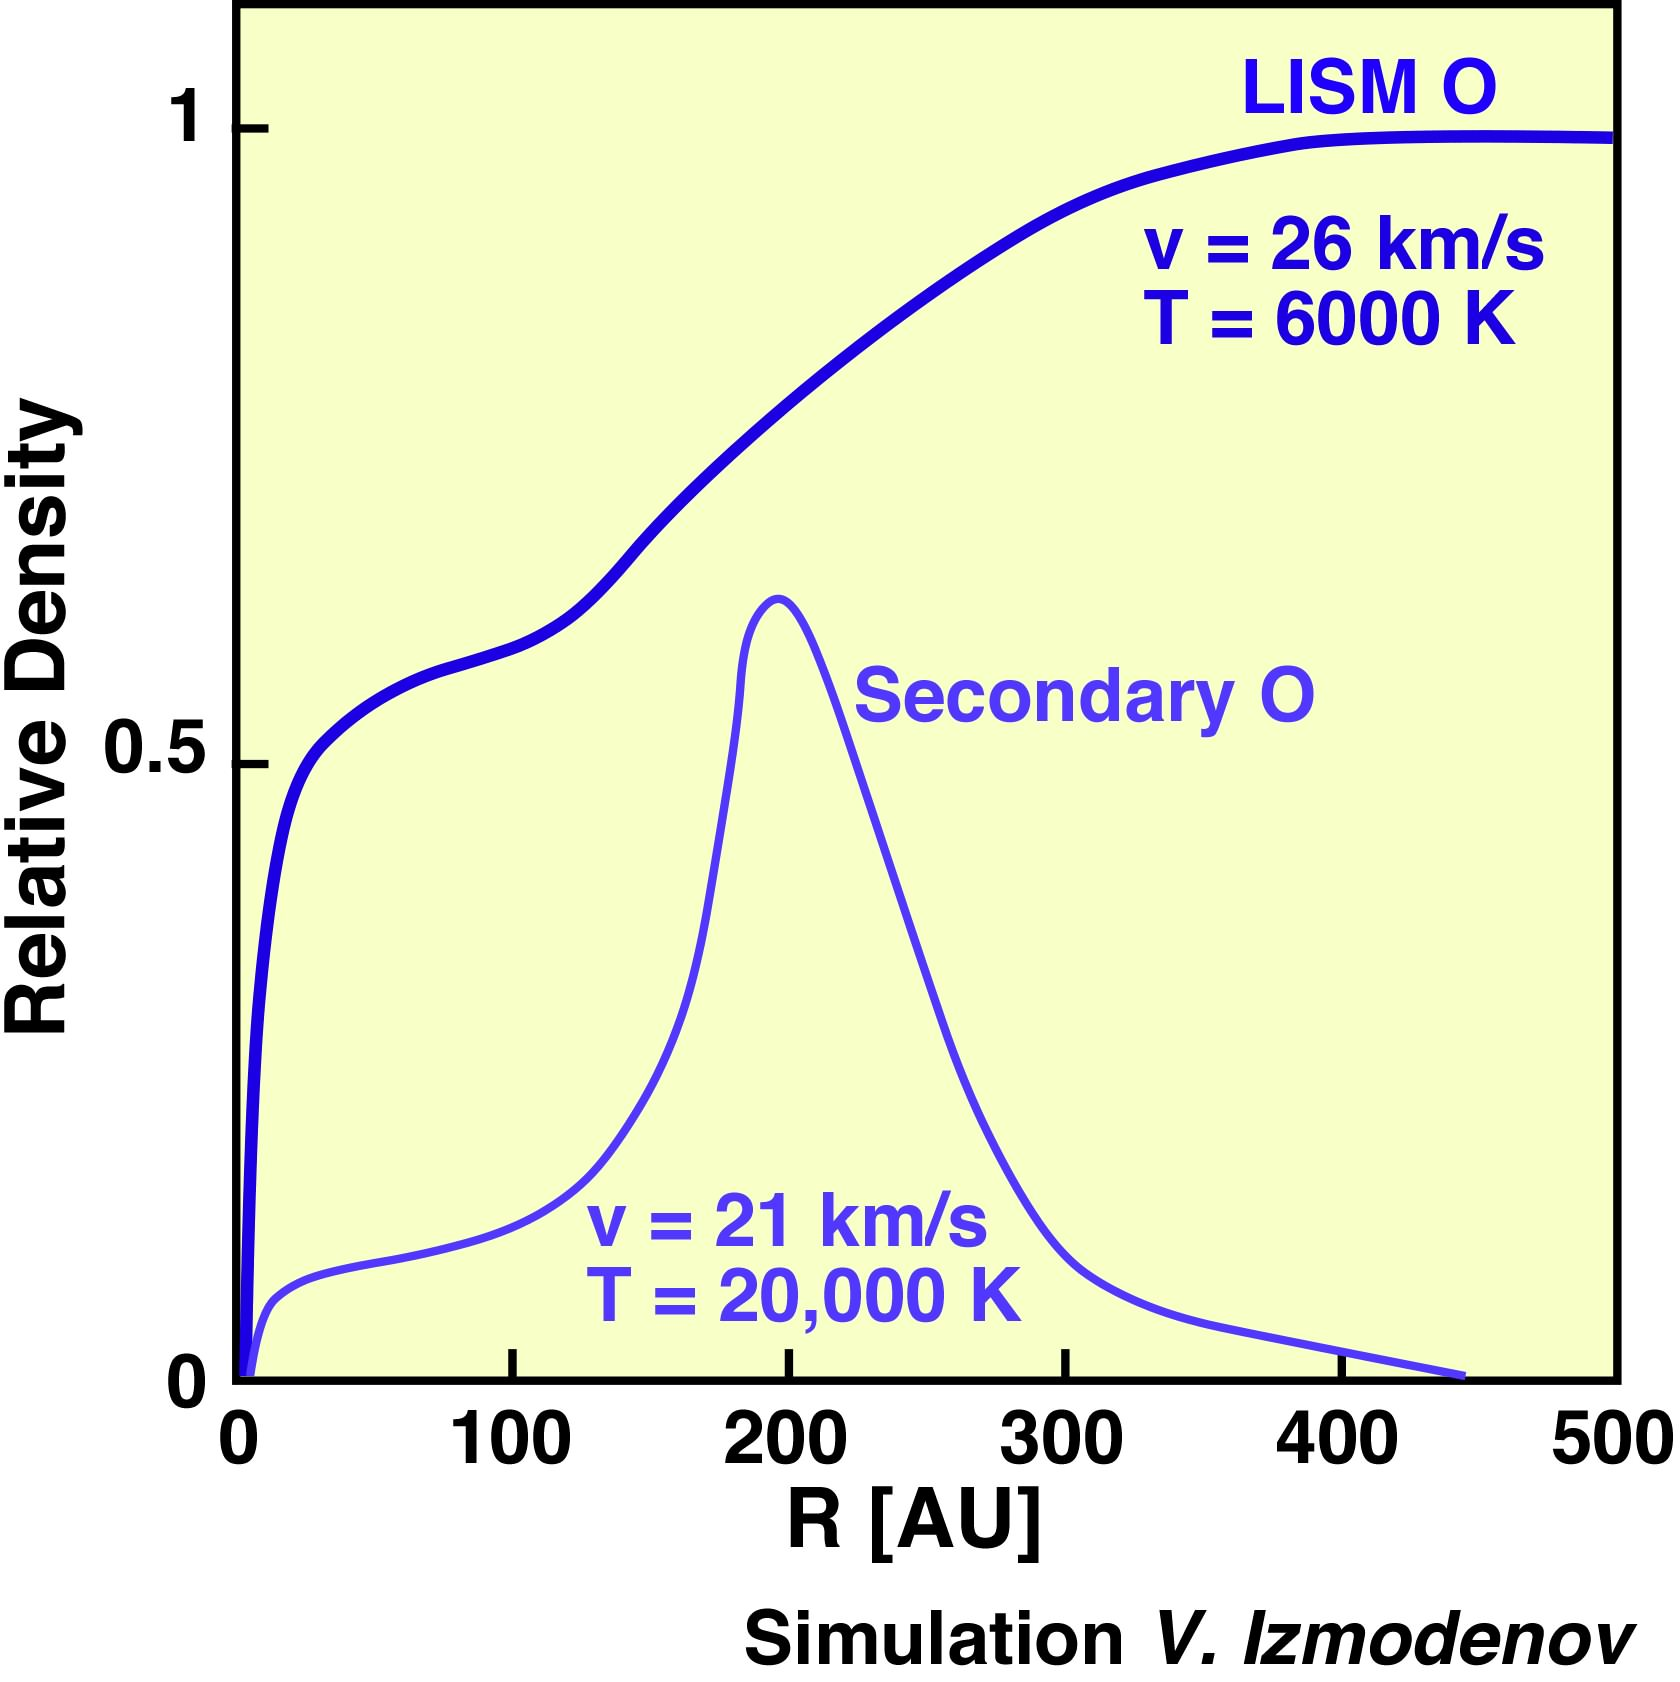 1
LISM O
v = 26 km/s
T = 6000 K
Relative Density
Secondary O
0.5
v = 21 km/s
T = 20,000 K
0
0 100 200 300 400 500
R [AU]
Simulation V. Izmodenov